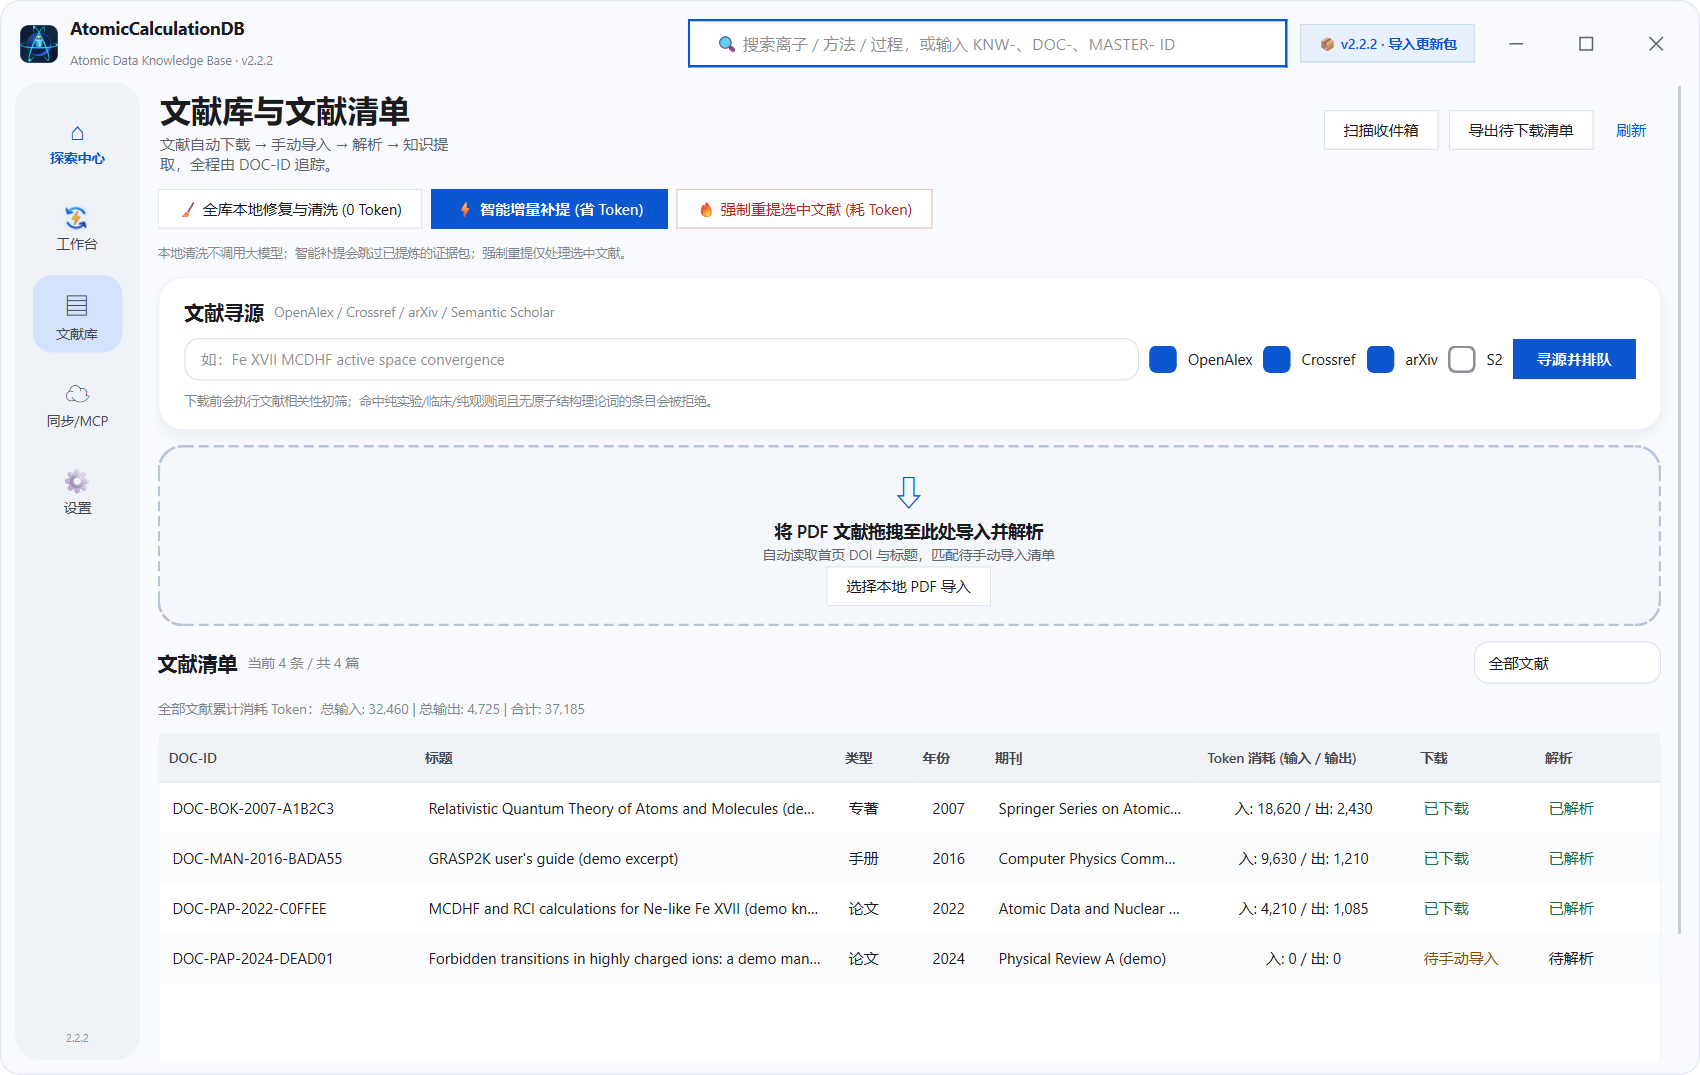 AtomicCalculationDB
Atomic Data Knowledge Base · v2.2.2
搜索离子 / 方法 / 过程，或输入 KNW-、DOC-、MASTER- ID
v2.2.2 · 导入更新包
探索中心
工作台
文献库
同步/MCP
设置
2.2.2
文献库与文献清单
文献自动下载 → 手动导入 → 解析 → 知识提
取，全程由 DOC-ID 追踪。
扫描收件箱
导出待下载清单
刷新
全库本地修复与清洗 (0 Token)
智能增量补提 (省 Token)
强制重提选中文献 (耗 Token)
本地清洗不调用大模型；智能补提会跳过已提炼的证据包；强制重提仅处理选中文献。
文献寻源 OpenAlex / Crossref / arXiv / Semantic Scholar
如：Fe XVII MCDHF active space convergence
OpenAlex
Crossref
arXiv
S2
寻源并排队
下载前会执行文献相关性初筛；命中纯实验/临床/纯观测词且无原子结构理论词的条目会被拒绝。
将 PDF 文献拖拽至此处导入并解析
自动读取首页 DOI 与标题，匹配待手动导入清单
选择本地 PDF 导入
文献清单 当前 4 条 / 共 4 篇
全部文献
全部文献累计消耗 Token：总输入: 32,460 | 总输出: 4,725 | 合计: 37,185
DOC-ID 标题 类型 年份 期刊 Token 消耗 (输入 / 输出) 下载 解析
DOC-BOK-2007-A1B2C3 Relativistic Quantum Theory of Atoms and Molecules (de... 专著 2007 Springer Series on Atomic... 入: 18,620 / 出: 2,430 已下载 已解析
DOC-MAN-2016-BADA55 GRASP2K user's guide (demo excerpt) 手册 2016 Computer Physics Comm... 入: 9,630 / 出: 1,210 已下载 已解析
DOC-PAP-2022-C0FFEE MCDHF and RCI calculations for Ne-like Fe XVII (demo kn... 论文 2022 Atomic Data and Nuclear ... 入: 4,210 / 出: 1,085 已下载 已解析
DOC-PAP-2024-DEAD01 Forbidden transitions in highly charged ions: a demo man... 论文 2024 Physical Review A (demo) 入: 0 / 出: 0 待手动导入 待解析